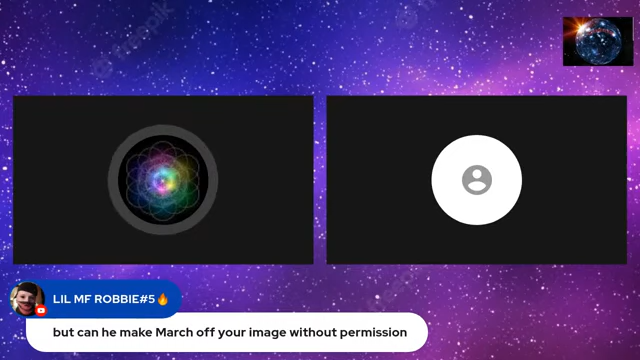 LIL MF ROBBIE#5🔥
but can he make March off your image without permission